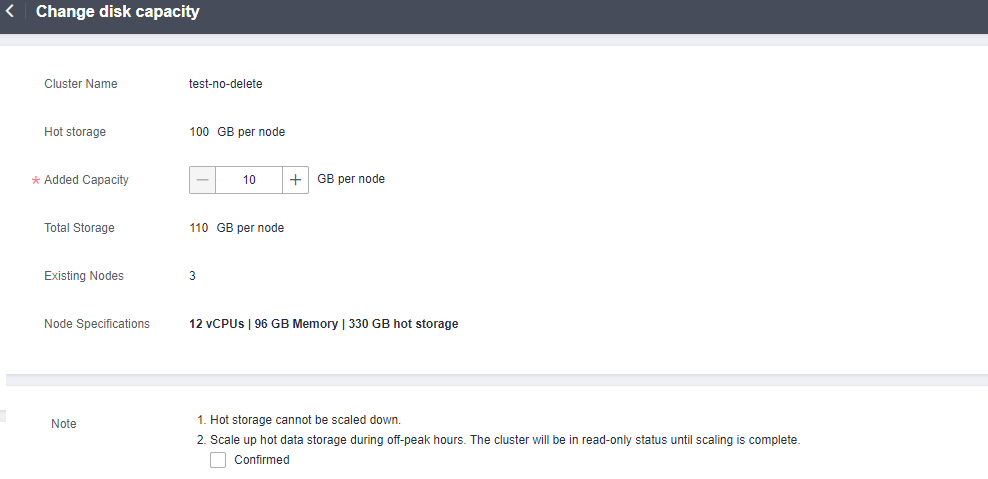 Change disk capacity
Cluster Name test-no-delete
Hot storage 100 GB per node
* Added Capacity − 10 + GB per node
Total Storage 110 GB per node
Existing Nodes 3
Node Specifications 12 vCPUs | 96 GB Memory | 330 GB hot storage
Note 1. Hot storage cannot be scaled down.
2. Scale up hot data storage during off-peak hours. The cluster will be in read-only status until scaling is complete.
Confirmed